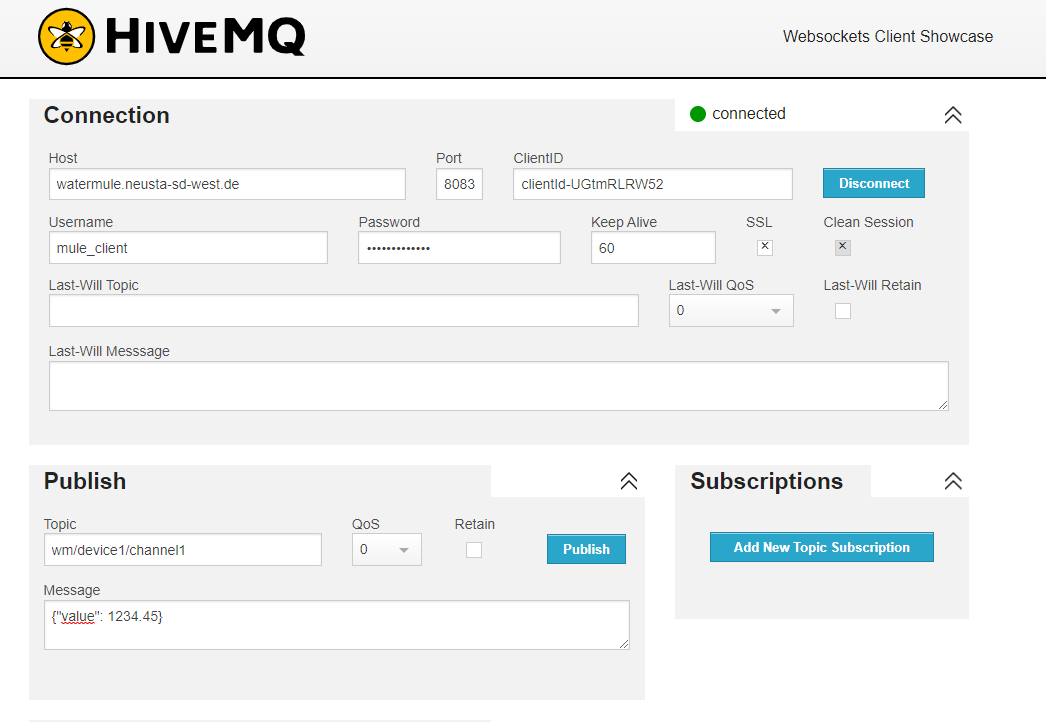 HIVEMQ
Websockets Client Showcase
Connection
connected
Host
Port
ClientID
watermule.neusta-sd-west.de
8083
clientId-UGtmRLRW52
Disconnect
Username
Password
Keep Alive
SSL
Clean Session
mule_client
•••••••••••••
60
Last-Will Topic
Last-Will QoS
Last-Will Retain
0
Last-Will Messsage
Publish
Subscriptions
Topic
QoS
Retain
wm/device1/channel1
0
Publish
Add New Topic Subscription
Message
{"value": 1234.45}